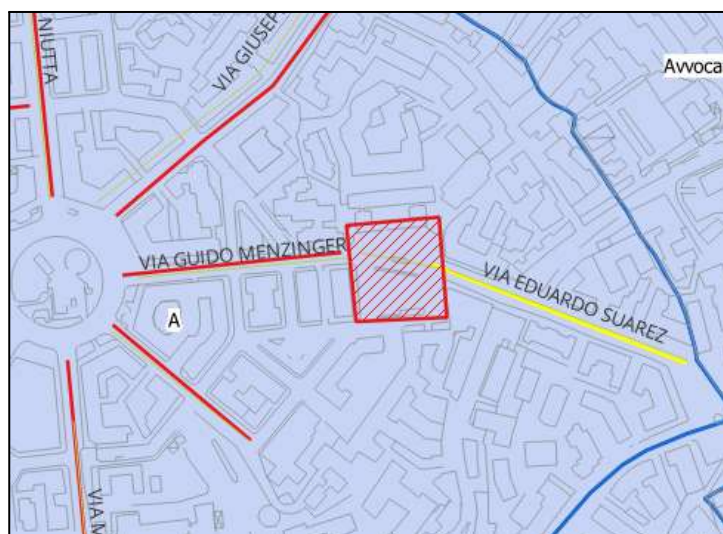 NIUTTA
VIA GIUSEP
Avvoca
VIA GUIDO MENZINGER
VIA EDUARDO SUAREZ
A
VIA M